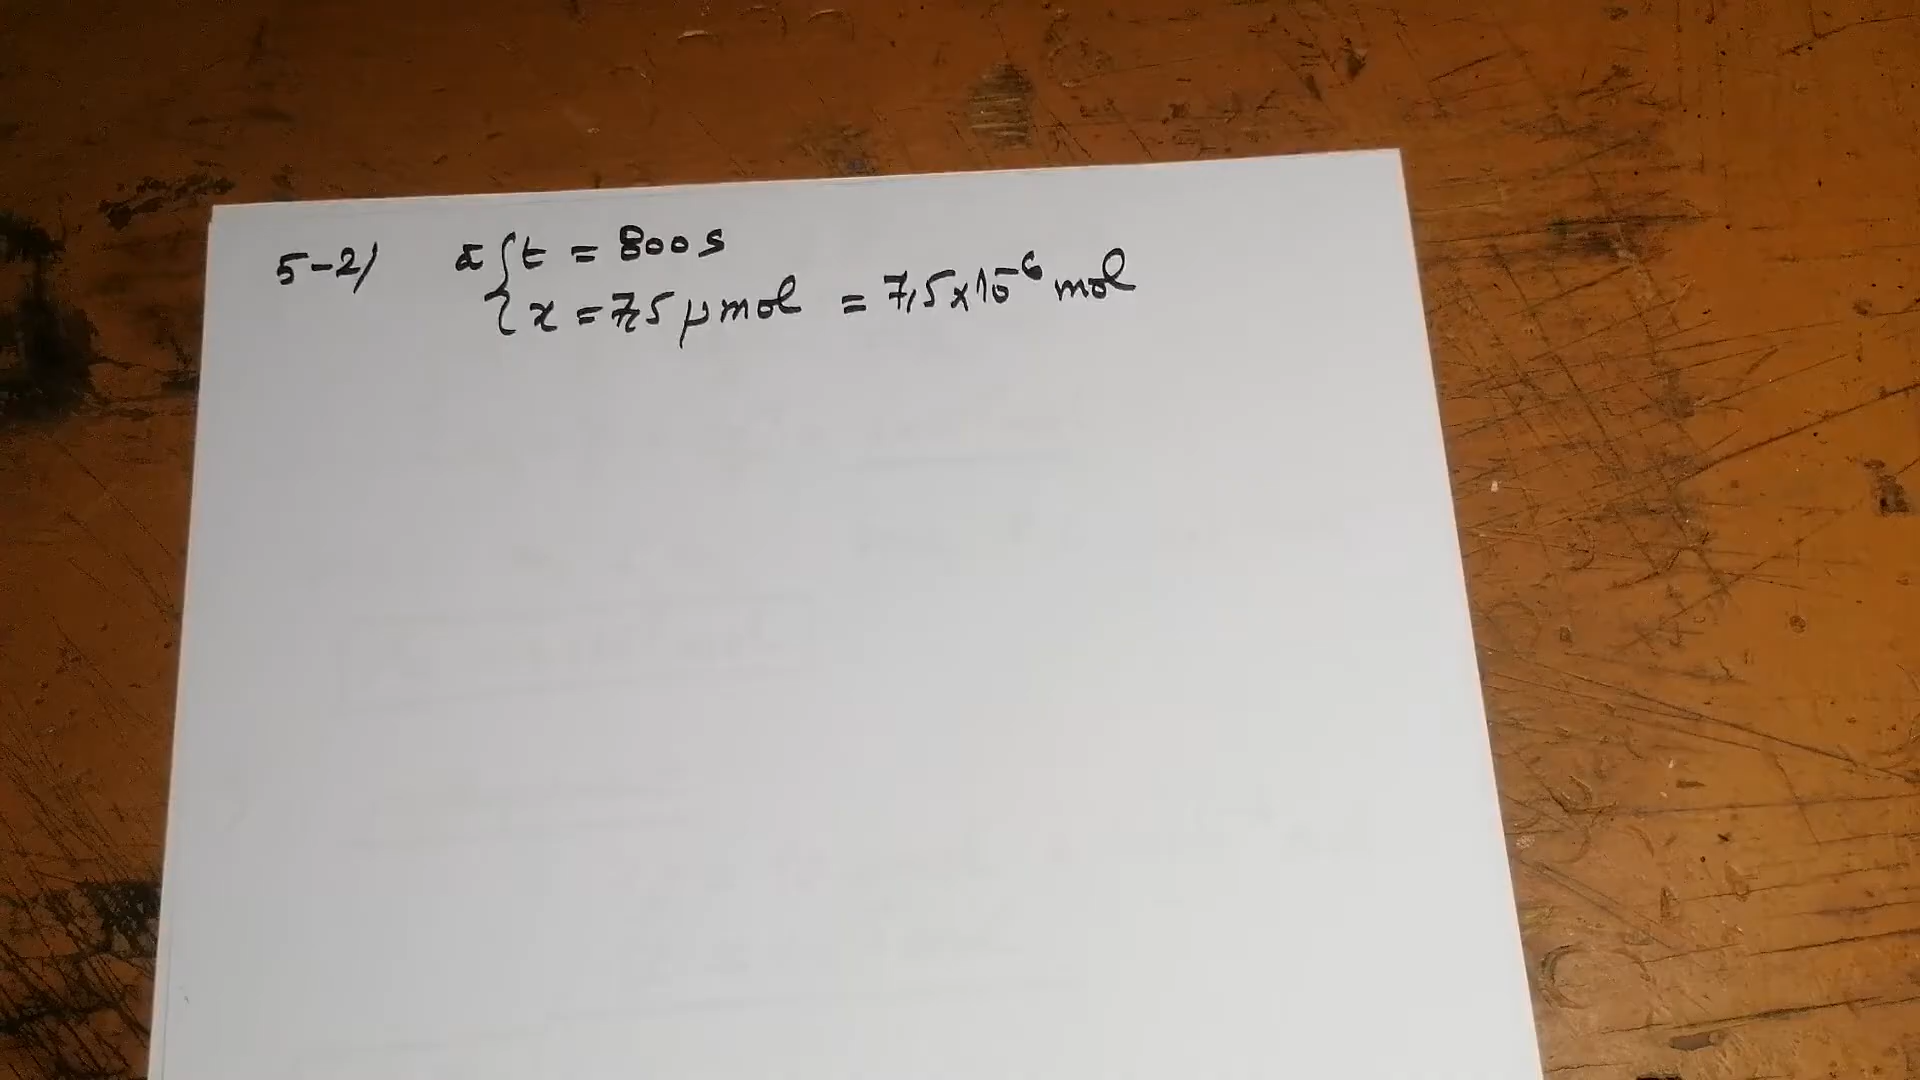 5-2/ à { t = 800 s
{ x = 7,5 μmol = 7,5 x 10⁻⁶ mol